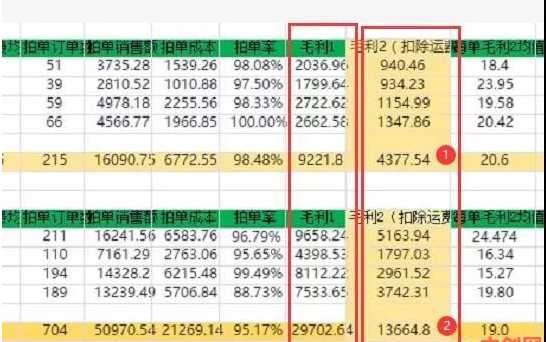 拍单订单 拍单销售额 拍单成本 拍单率 毛利1 毛利2（扣除运费 单毛利2均值
51 3735.28 1539.26 98.08% 2036.96 940.46 18.4
39 2810.52 1010.88 97.50% 1799.64 934.23 23.95
59 4978.18 2255.56 98.33% 2722.62 1154.99 19.58
66 4566.77 1966.85 100.00% 2662.58 1347.86 20.42
215 16090.75 6772.55 98.48% 9221.8 4377.54 1 20.6
拍单订单 拍单销售额 拍单成本 拍单率 毛利1 毛利2（扣除运费 单毛利2均值
211 16241.56 6583.76 96.79% 9658.24 5163.94 24.474
110 7161.29 2763.06 95.65% 4398.53 1797.03 16.34
194 14328.2 6215.48 99.49% 8112.22 2961.52 15.27
189 13239.49 5706.84 88.73% 7533.65 3742.31 19.80
704 50970.54 21269.14 95.17% 29702.64 13664.8 2 19.0